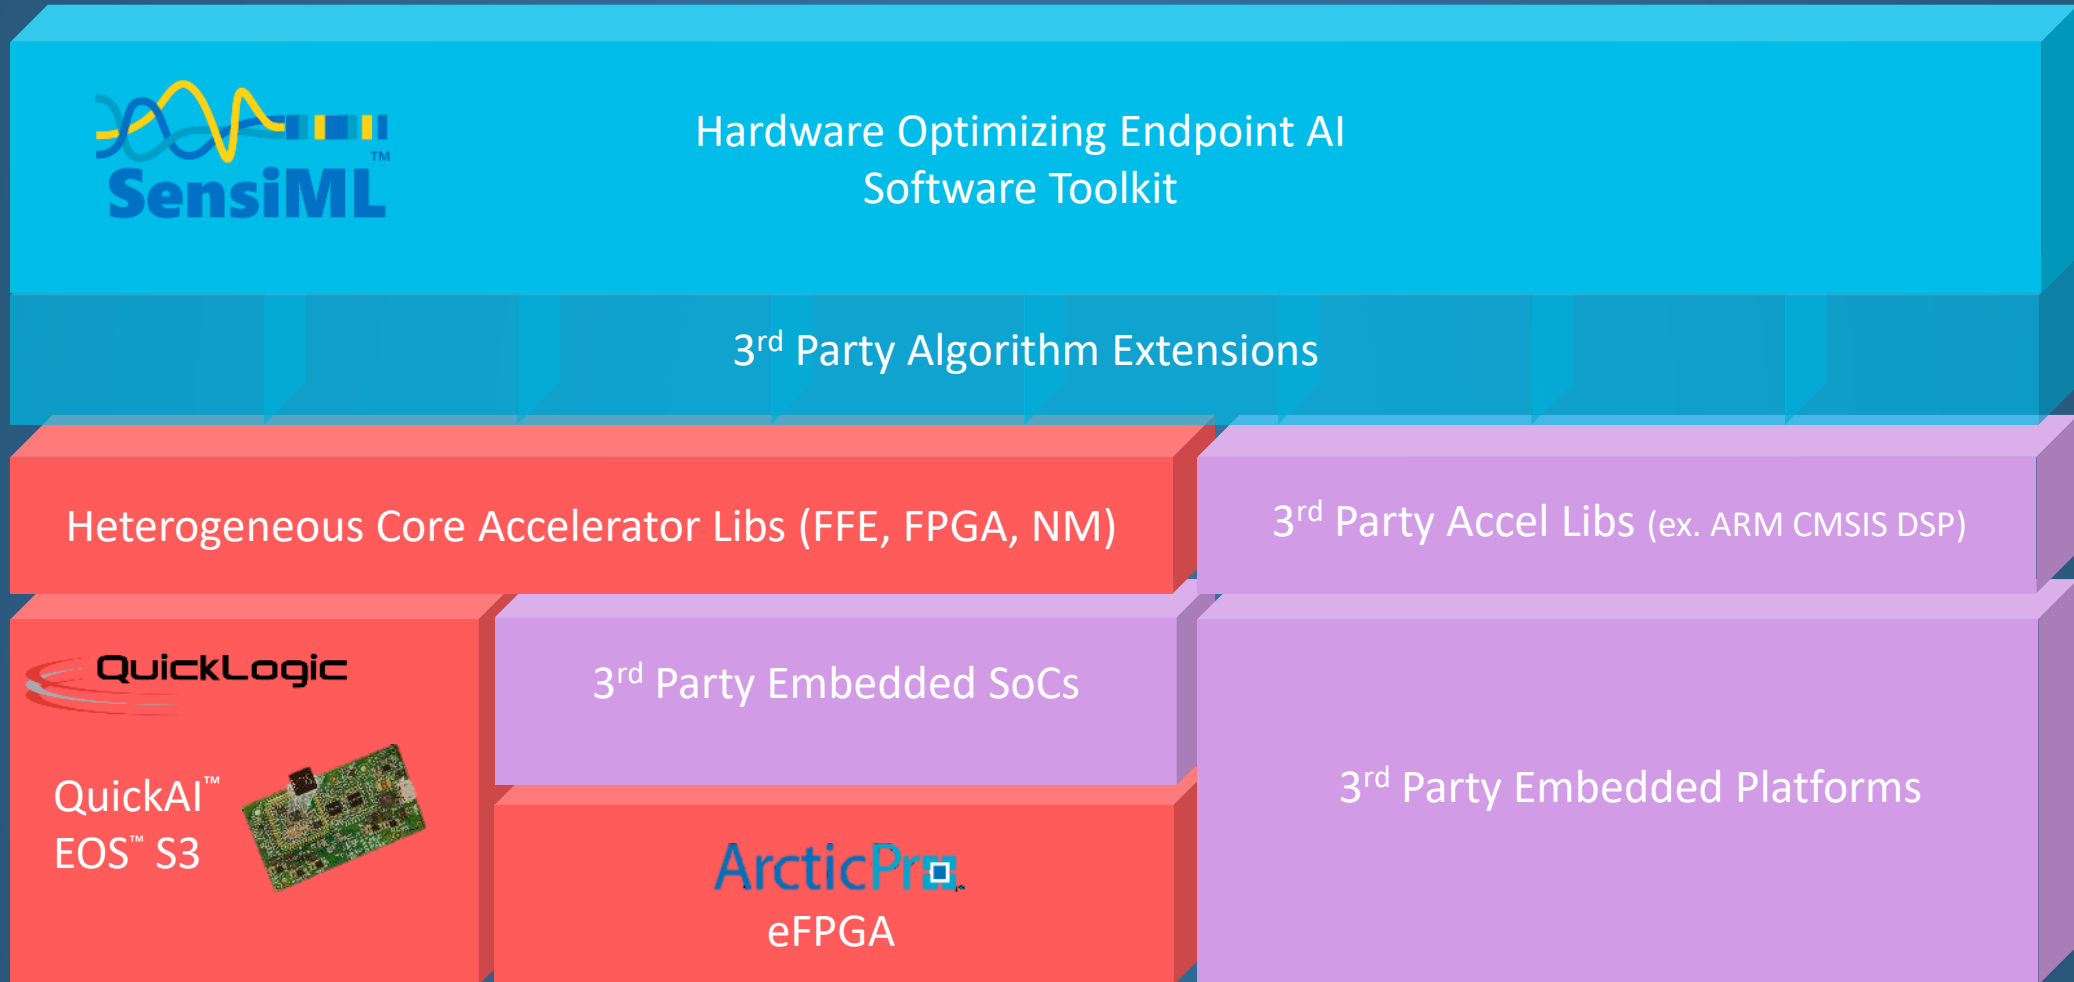 SensiML™
Hardware Optimizing Endpoint AI
Software Toolkit
3rd Party Algorithm Extensions
Heterogeneous Core Accelerator Libs (FFE, FPGA, NM)
3rd Party Accel Libs (ex. ARM CMSIS DSP)
QuickLogic
QuickAI™
EOS™ S3
3rd Party Embedded SoCs
ArcticPro
eFPGA
3rd Party Embedded Platforms